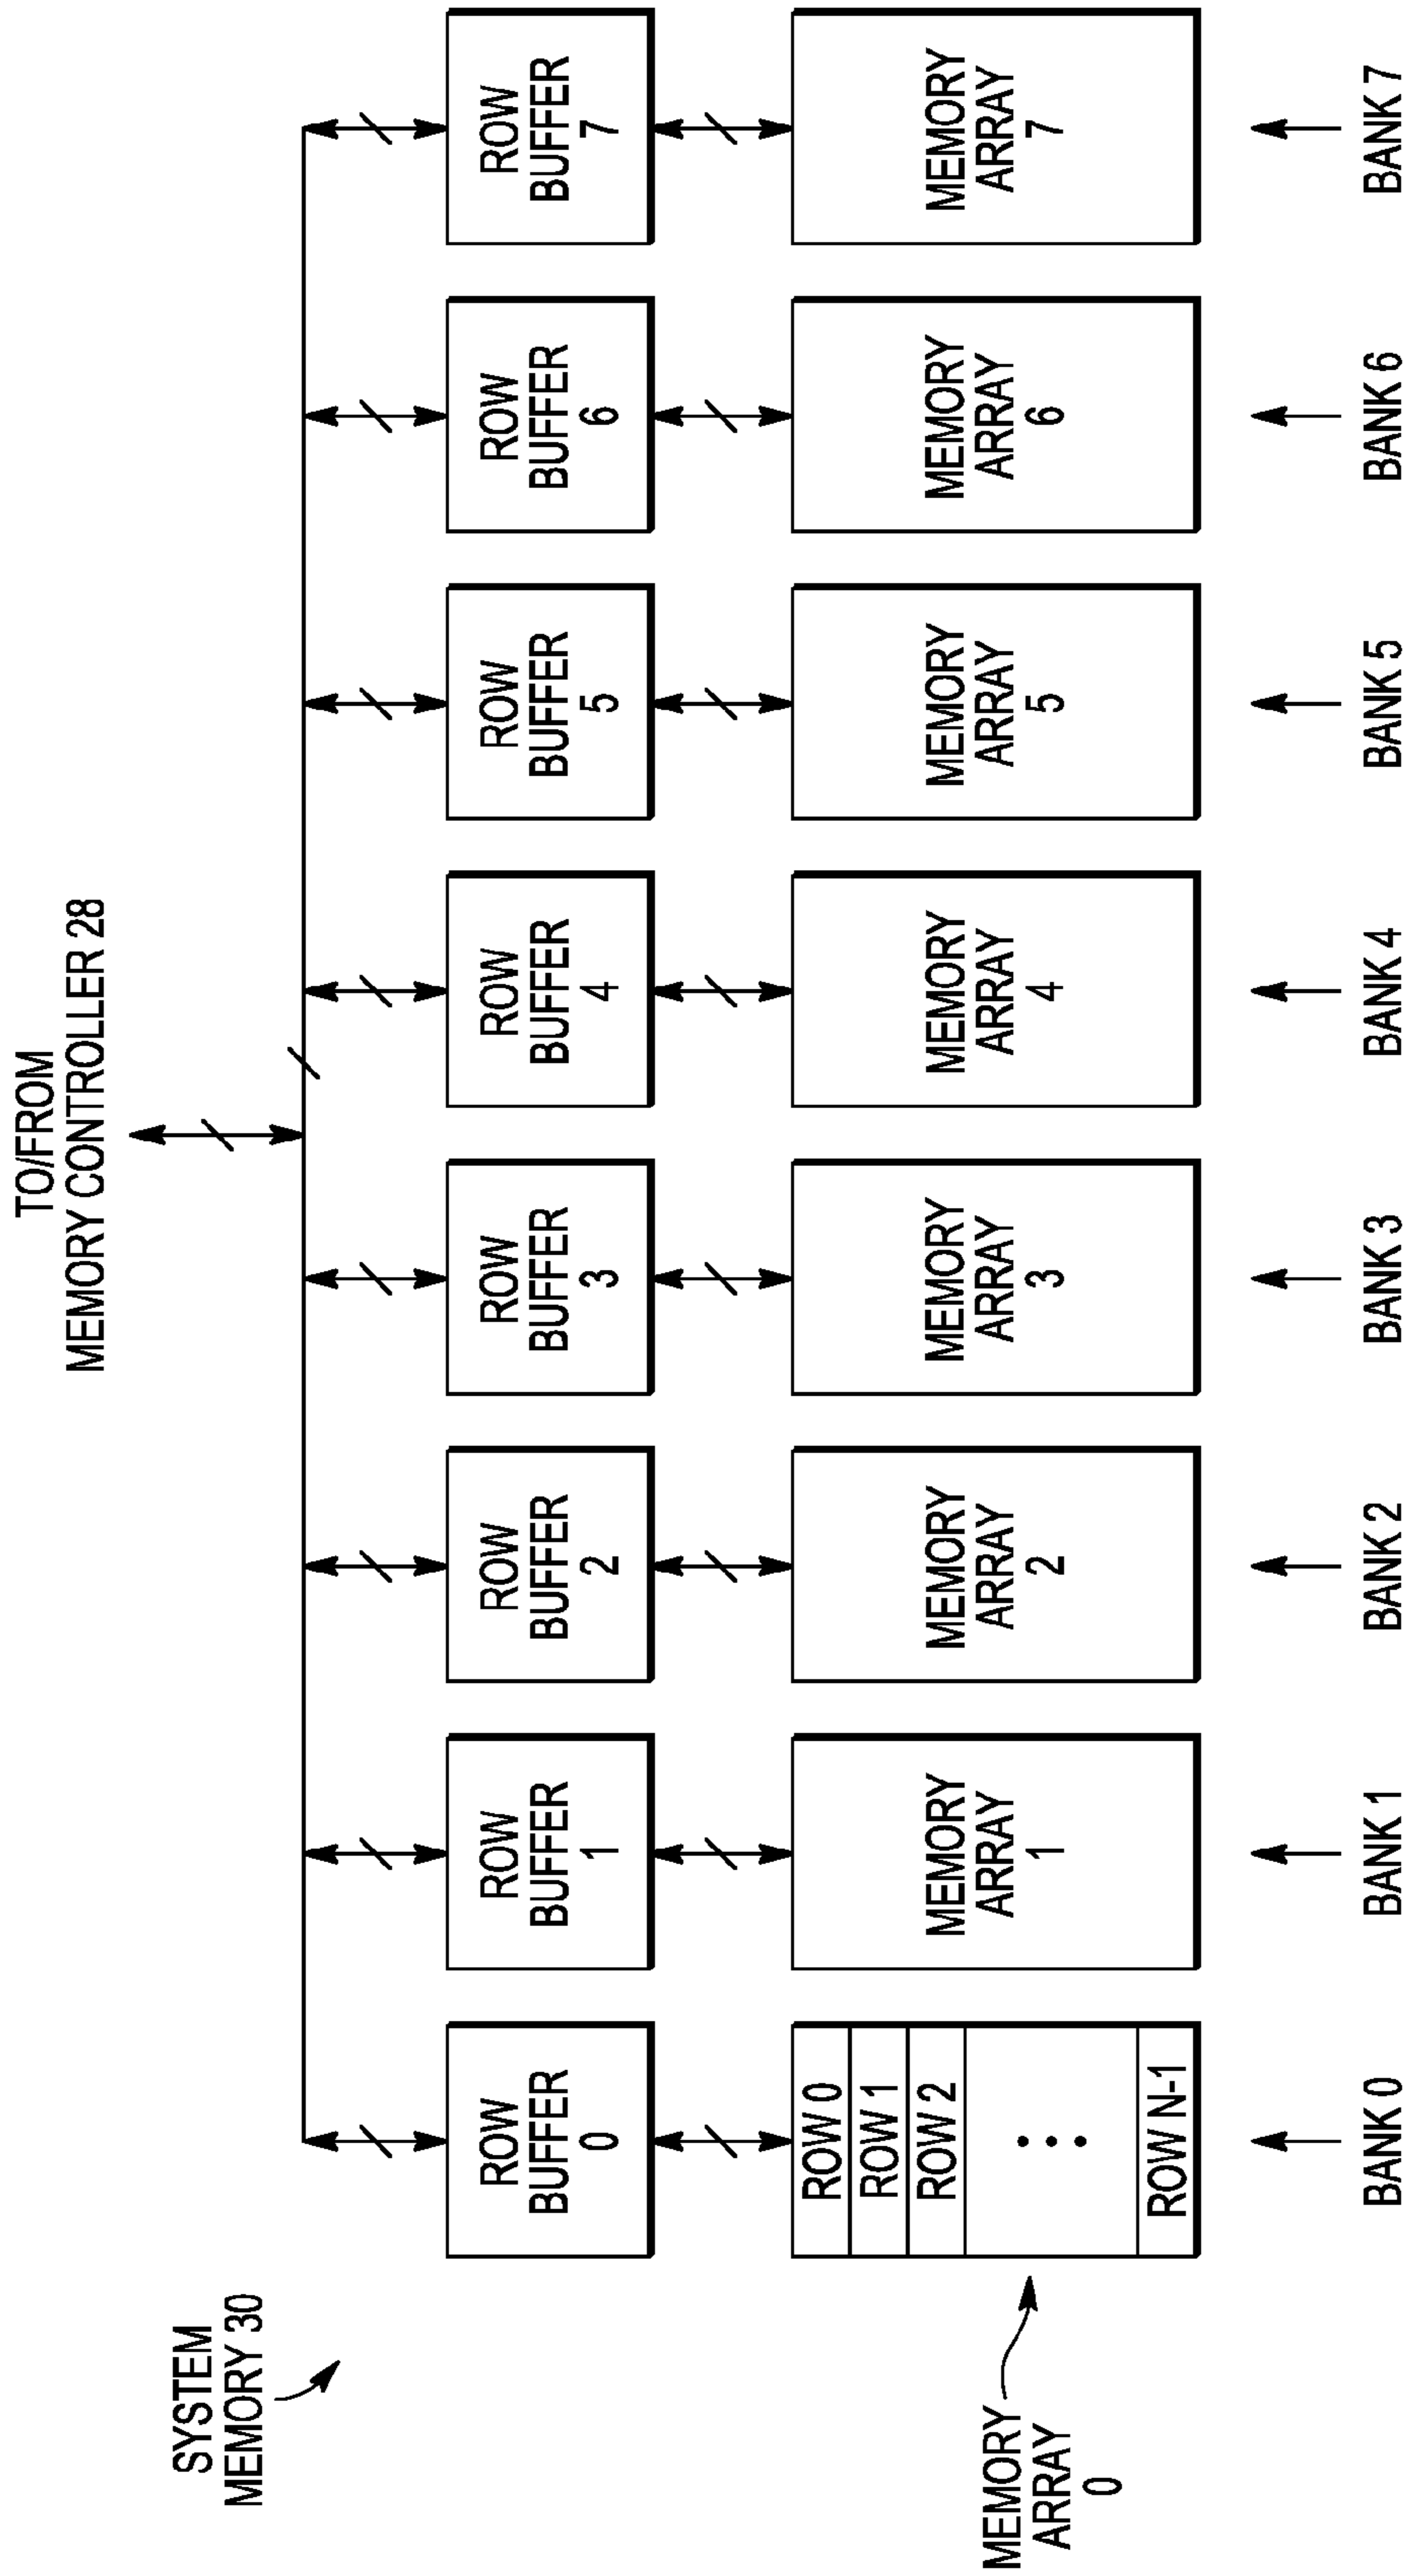 TO/FROM
MEMORY CONTROLLER 28
SYSTEM
MEMORY 30
ROW
BUFFER
0
ROW
BUFFER
1
ROW
BUFFER
2
ROW
BUFFER
3
ROW
BUFFER
4
ROW
BUFFER
5
ROW
BUFFER
6
ROW
BUFFER
7
MEMORY
ARRAY
0
ROW 0
ROW 1
ROW 2
ROW N-1
MEMORY
ARRAY
1
MEMORY
ARRAY
2
MEMORY
ARRAY
3
MEMORY
ARRAY
4
MEMORY
ARRAY
5
MEMORY
ARRAY
6
MEMORY
ARRAY
7
BANK 0
BANK 1
BANK 2
BANK 3
BANK 4
BANK 5
BANK 6
BANK 7